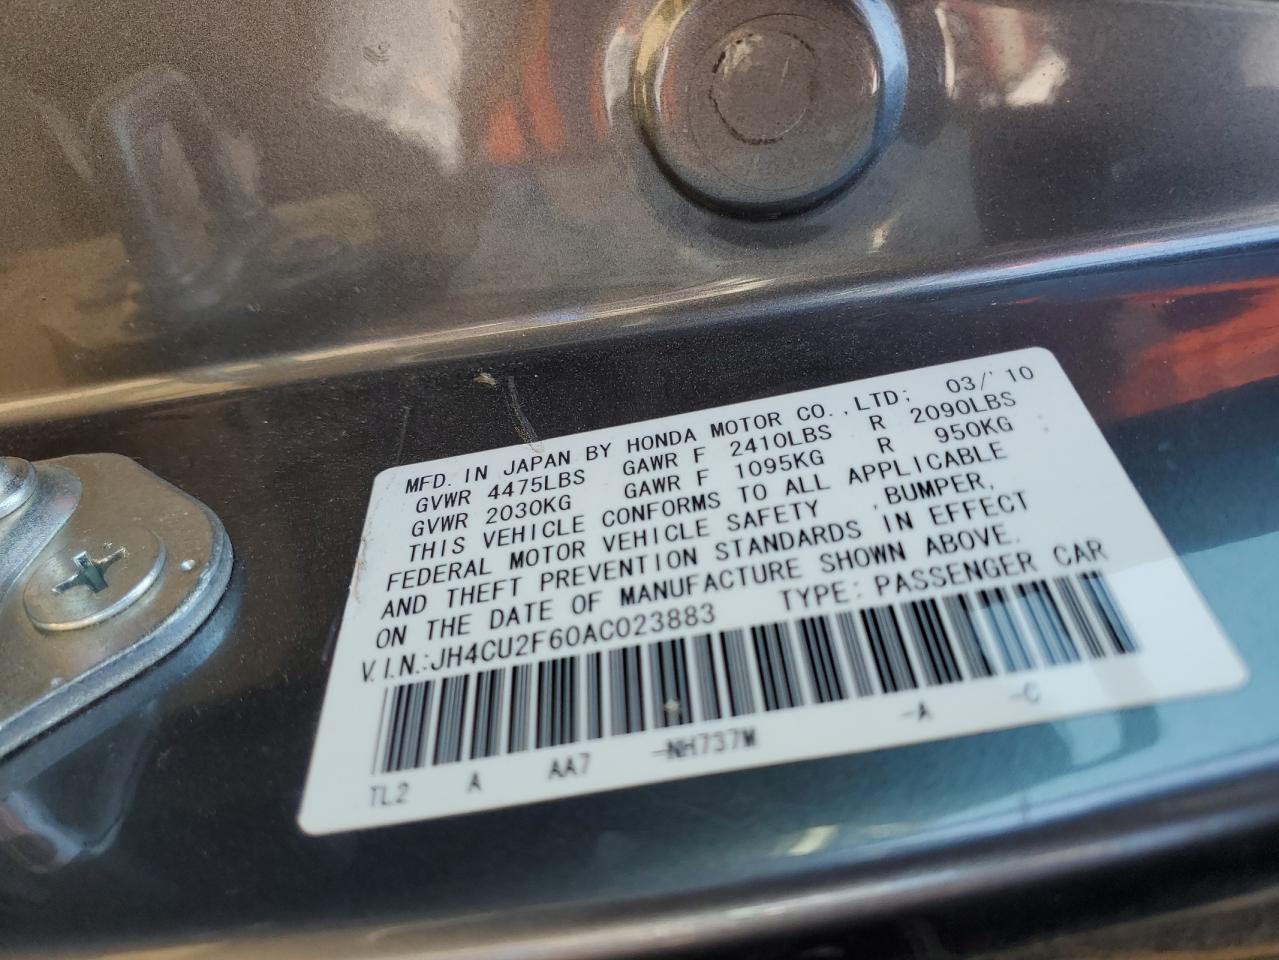 MFD. IN JAPAN BY HONDA MOTOR CO.,LTD; 03/'10
GVWR 4475LBS GAWR F 2410LBS R 2090LBS
GVWR 2030KG GAWR F 1095KG R 950KG
THIS VEHICLE CONFORMS TO ALL APPLICABLE
FEDERAL MOTOR VEHICLE SAFETY ,BUMPER,
AND THEFT PREVENTION STANDARDS IN EFFECT
ON THE DATE OF MANUFACTURE SHOWN ABOVE.
V.I.N.:JH4CU2F60AC023883 TYPE: PASSENGER CAR
TL2 A AA7 -NH737M -A -C